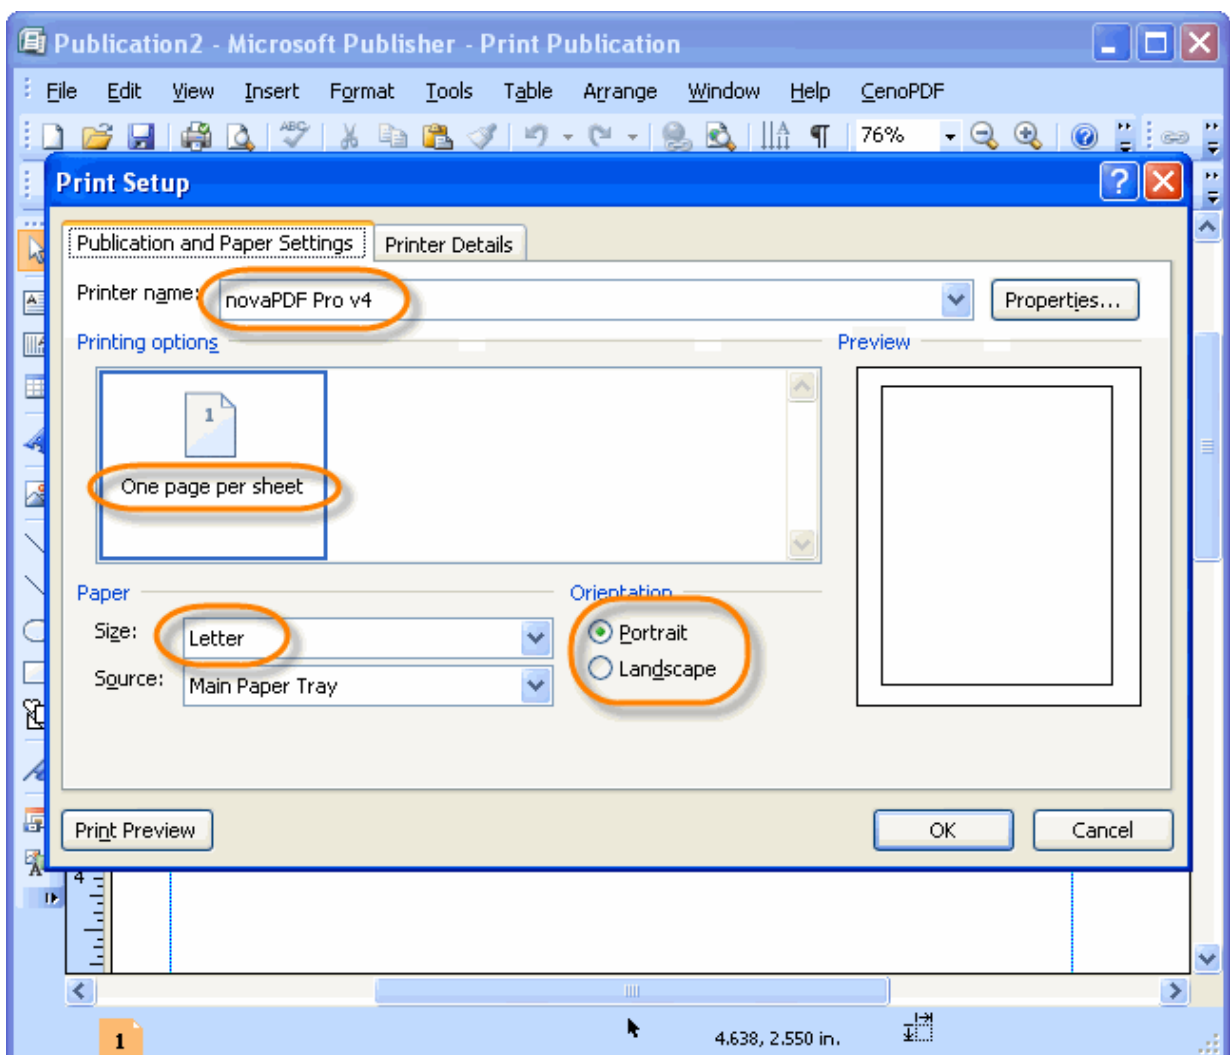 Publication2 - Microsoft Publisher - Print Publication
File Edit View Insert Format Tools Table Arrange Window Help CenoPDF
ABC 76%
Print Setup
Publication and Paper Settings Printer Details
Printer name: novaPDF Pro v4 Properties...
Printing options Preview
1
One page per sheet
Paper Orientation
Size: Letter Portrait
Source: Main Paper Tray Landscape
Print Preview OK Cancel
4
1 4.638, 2.550 in.